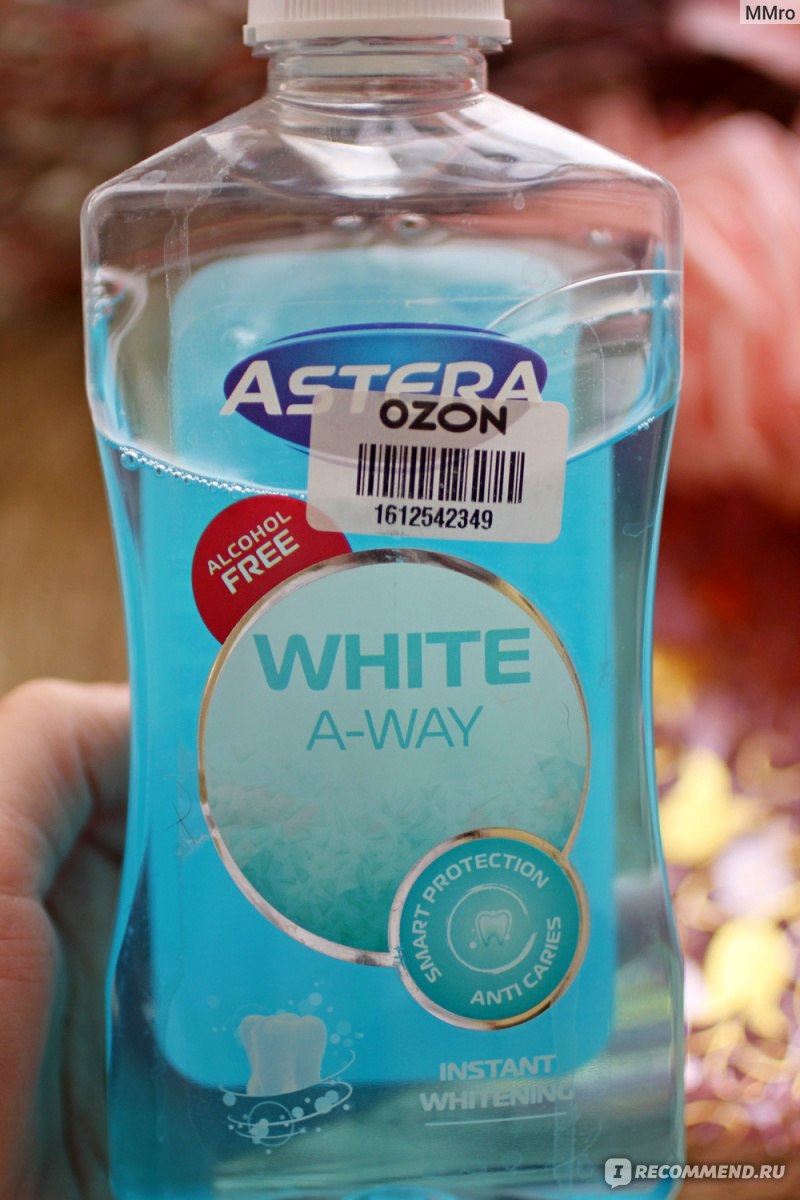 MMro
ASTERA
OZON
1612542349
ALCOHOL
FREE
WHITE
A-WAY
SMART PROTECTION
ANTI CARIES
INSTANT
WHITENING
I RECOMMEND.RU